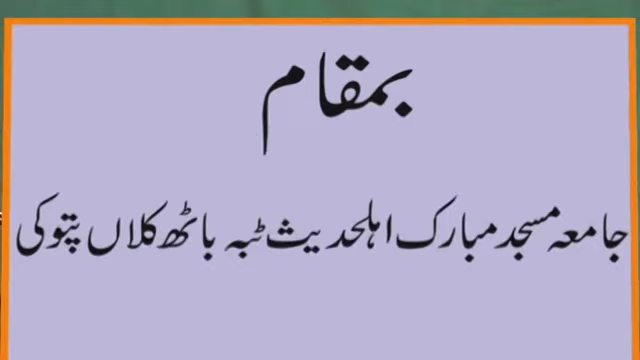 بمقام
جامعہ مسجد مبارک اہلحدیث ٹبہ باٹھ کلاں پتوکی